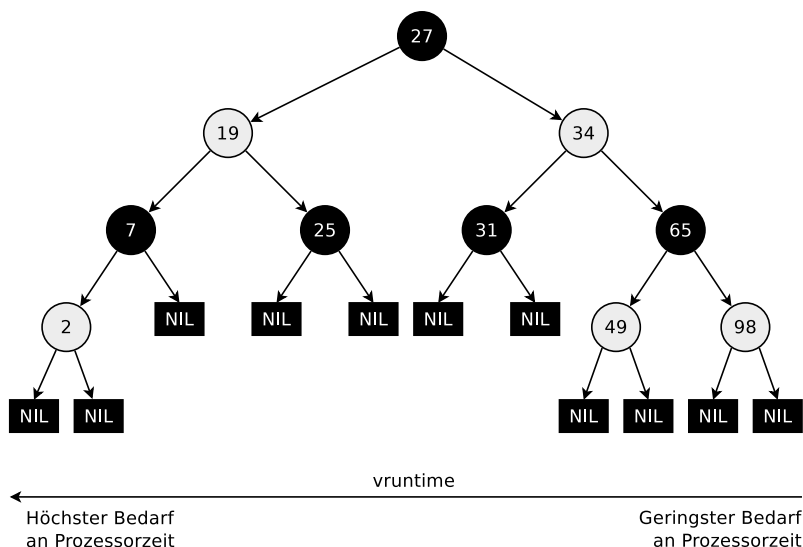 27
19
34
7
25
31
65
2
NIL
NIL
NIL
NIL
NIL
49
98
NIL
NIL
NIL
NIL
NIL
NIL
vruntime
Höchster Bedarf
an Prozessorzeit
Geringster Bedarf
an Prozessorzeit